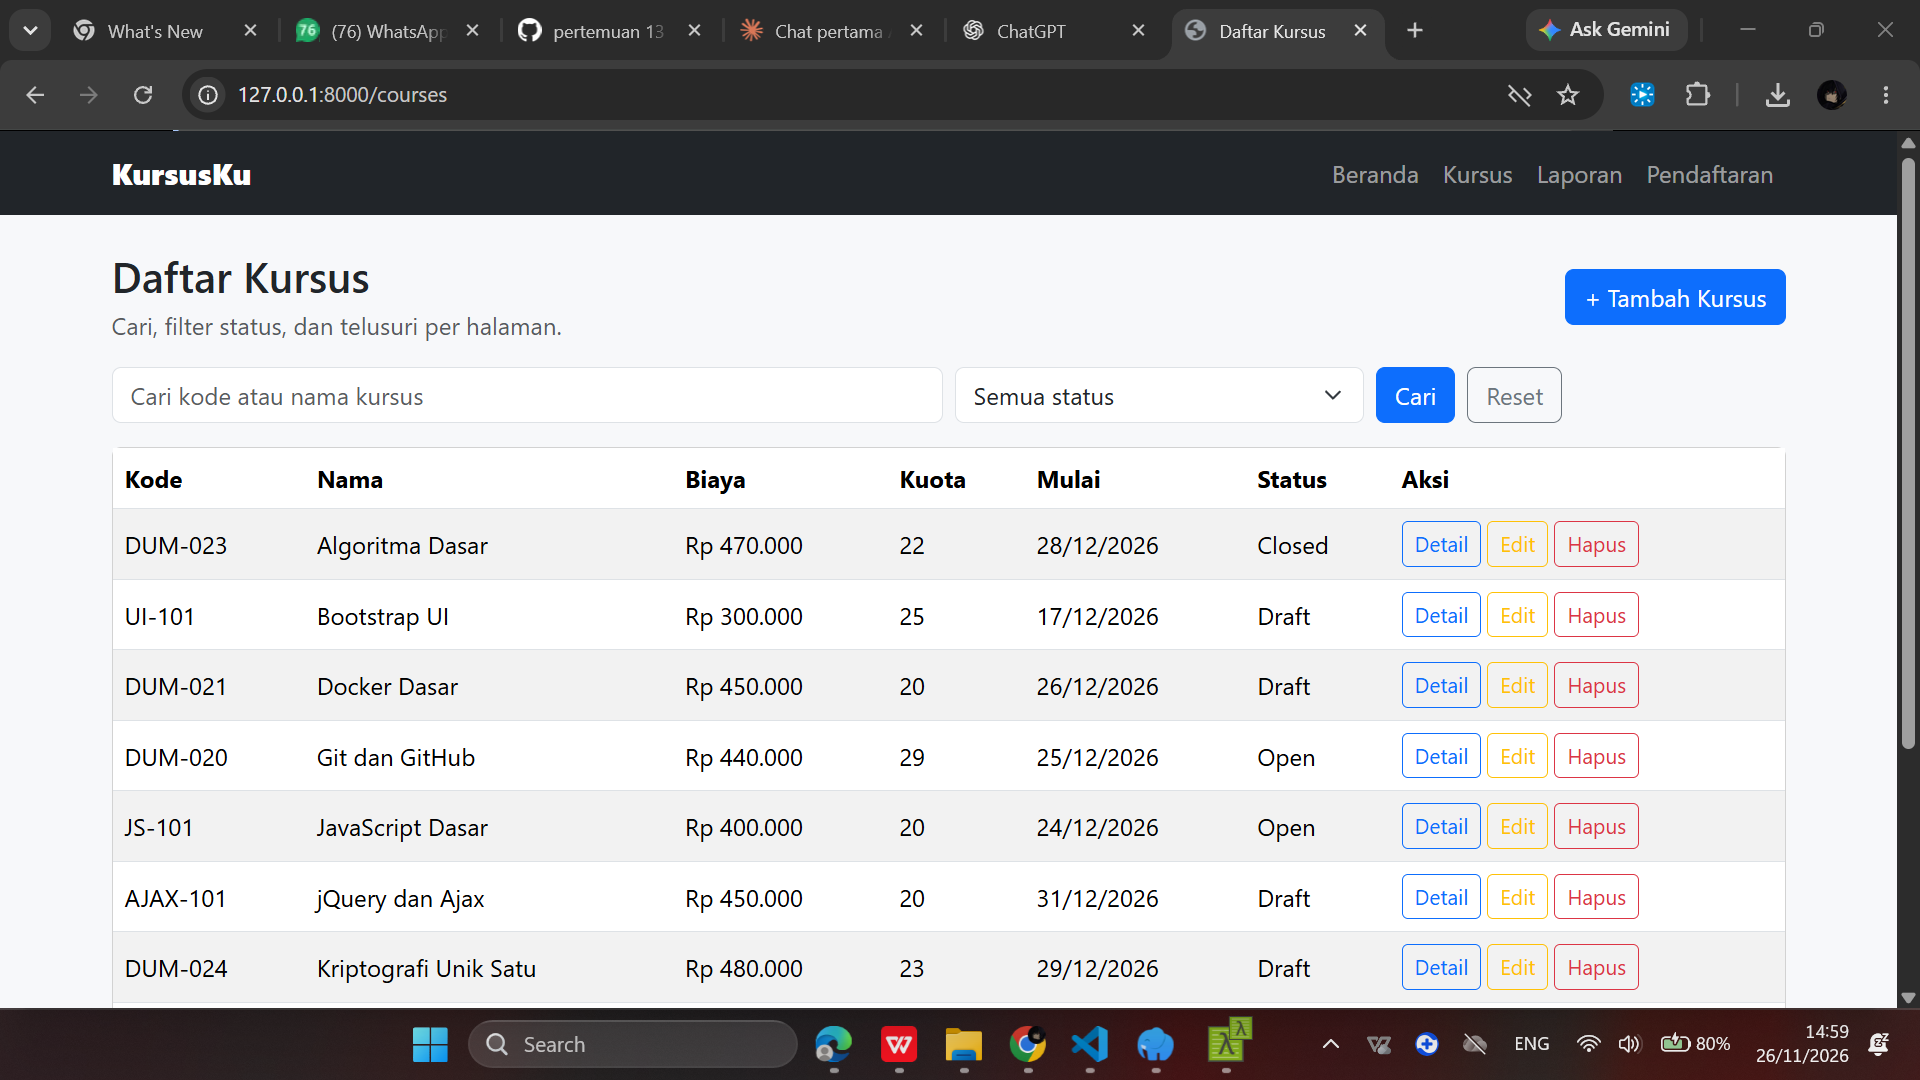 What's New
(76) WhatsApp
pertemuan 13
Chat pertama
ChatGPT
Daftar Kursus
Ask Gemini
127.0.0.1:8000/courses
KursusKu
Beranda Kursus Laporan Pendaftaran
Daftar Kursus
Cari, filter status, dan telusuri per halaman.
+ Tambah Kursus
Cari kode atau nama kursus
Semua status
Cari
Reset
Kode Nama Biaya Kuota Mulai Status Aksi
DUM-023 Algoritma Dasar Rp 470.000 22 28/12/2026 Closed Detail Edit Hapus
UI-101 Bootstrap UI Rp 300.000 25 17/12/2026 Draft Detail Edit Hapus
DUM-021 Docker Dasar Rp 450.000 20 26/12/2026 Draft Detail Edit Hapus
DUM-020 Git dan GitHub Rp 440.000 29 25/12/2026 Open Detail Edit Hapus
JS-101 JavaScript Dasar Rp 400.000 20 24/12/2026 Open Detail Edit Hapus
AJAX-101 jQuery dan Ajax Rp 450.000 20 31/12/2026 Draft Detail Edit Hapus
DUM-024 Kriptografi Unik Satu Rp 480.000 23 29/12/2026 Draft Detail Edit Hapus
Search
ENG
80%
14:59
26/11/2026